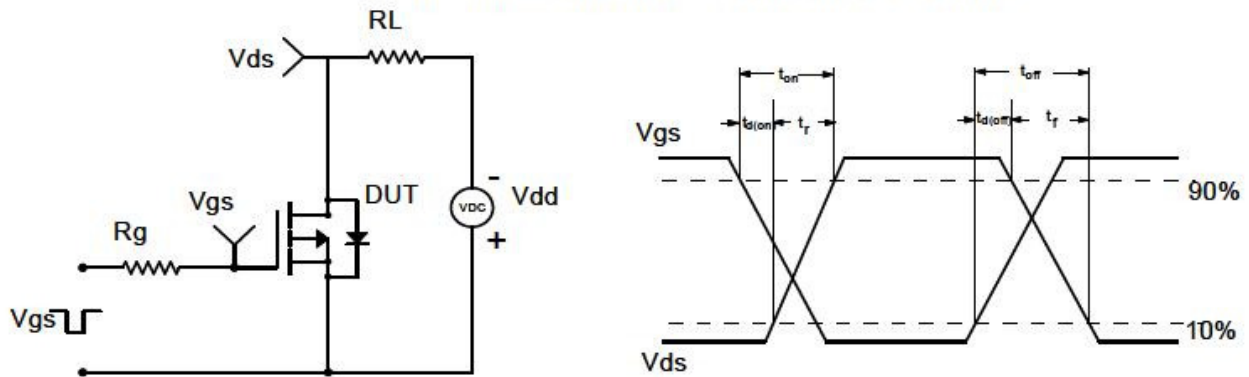 RL
Vds
Vgs
DUT
-
Vdd
VDC
+
Rg
Vgs
ton
toff
td(on)
tr
td(off)
tf
Vgs
90%
10%
Vds